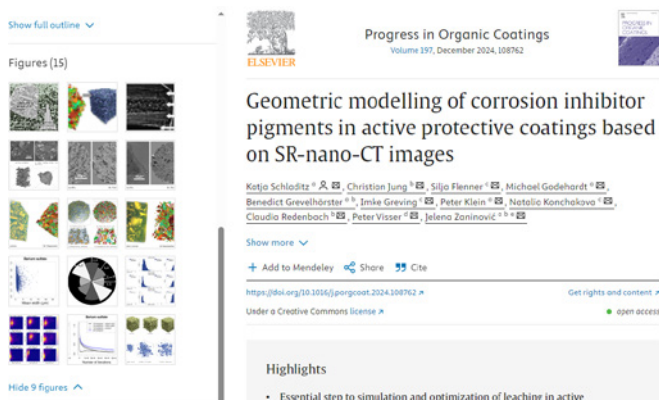 Show full outline
Figures (15)
Hide 9 figures
ELSEVIER
Progress in Organic Coatings
Volume 197, December 2024, 108762
PROGRESS IN ORGANIC COATINGS
Geometric modelling of corrosion inhibitor
pigments in active protective coatings based
on SR-nano-CT images
Katja Schladitz a, Christian Jung b, Silja Flenner c, Michael Godehardt a,
Benedict Grevelhörster a b, Imke Greving c, Peter Klein a, Natalia Konchakova c,
Claudia Redenbach b, Peter Visser d, Jelena Zaninović a b e
Show more
Add to Mendeley Share Cite
https://doi.org/10.1016/j.porgcoat.2024.108762
Get rights and content
Under a Creative Commons license
open access
Highlights
• Essential step to simulation and optimization of leaching in active